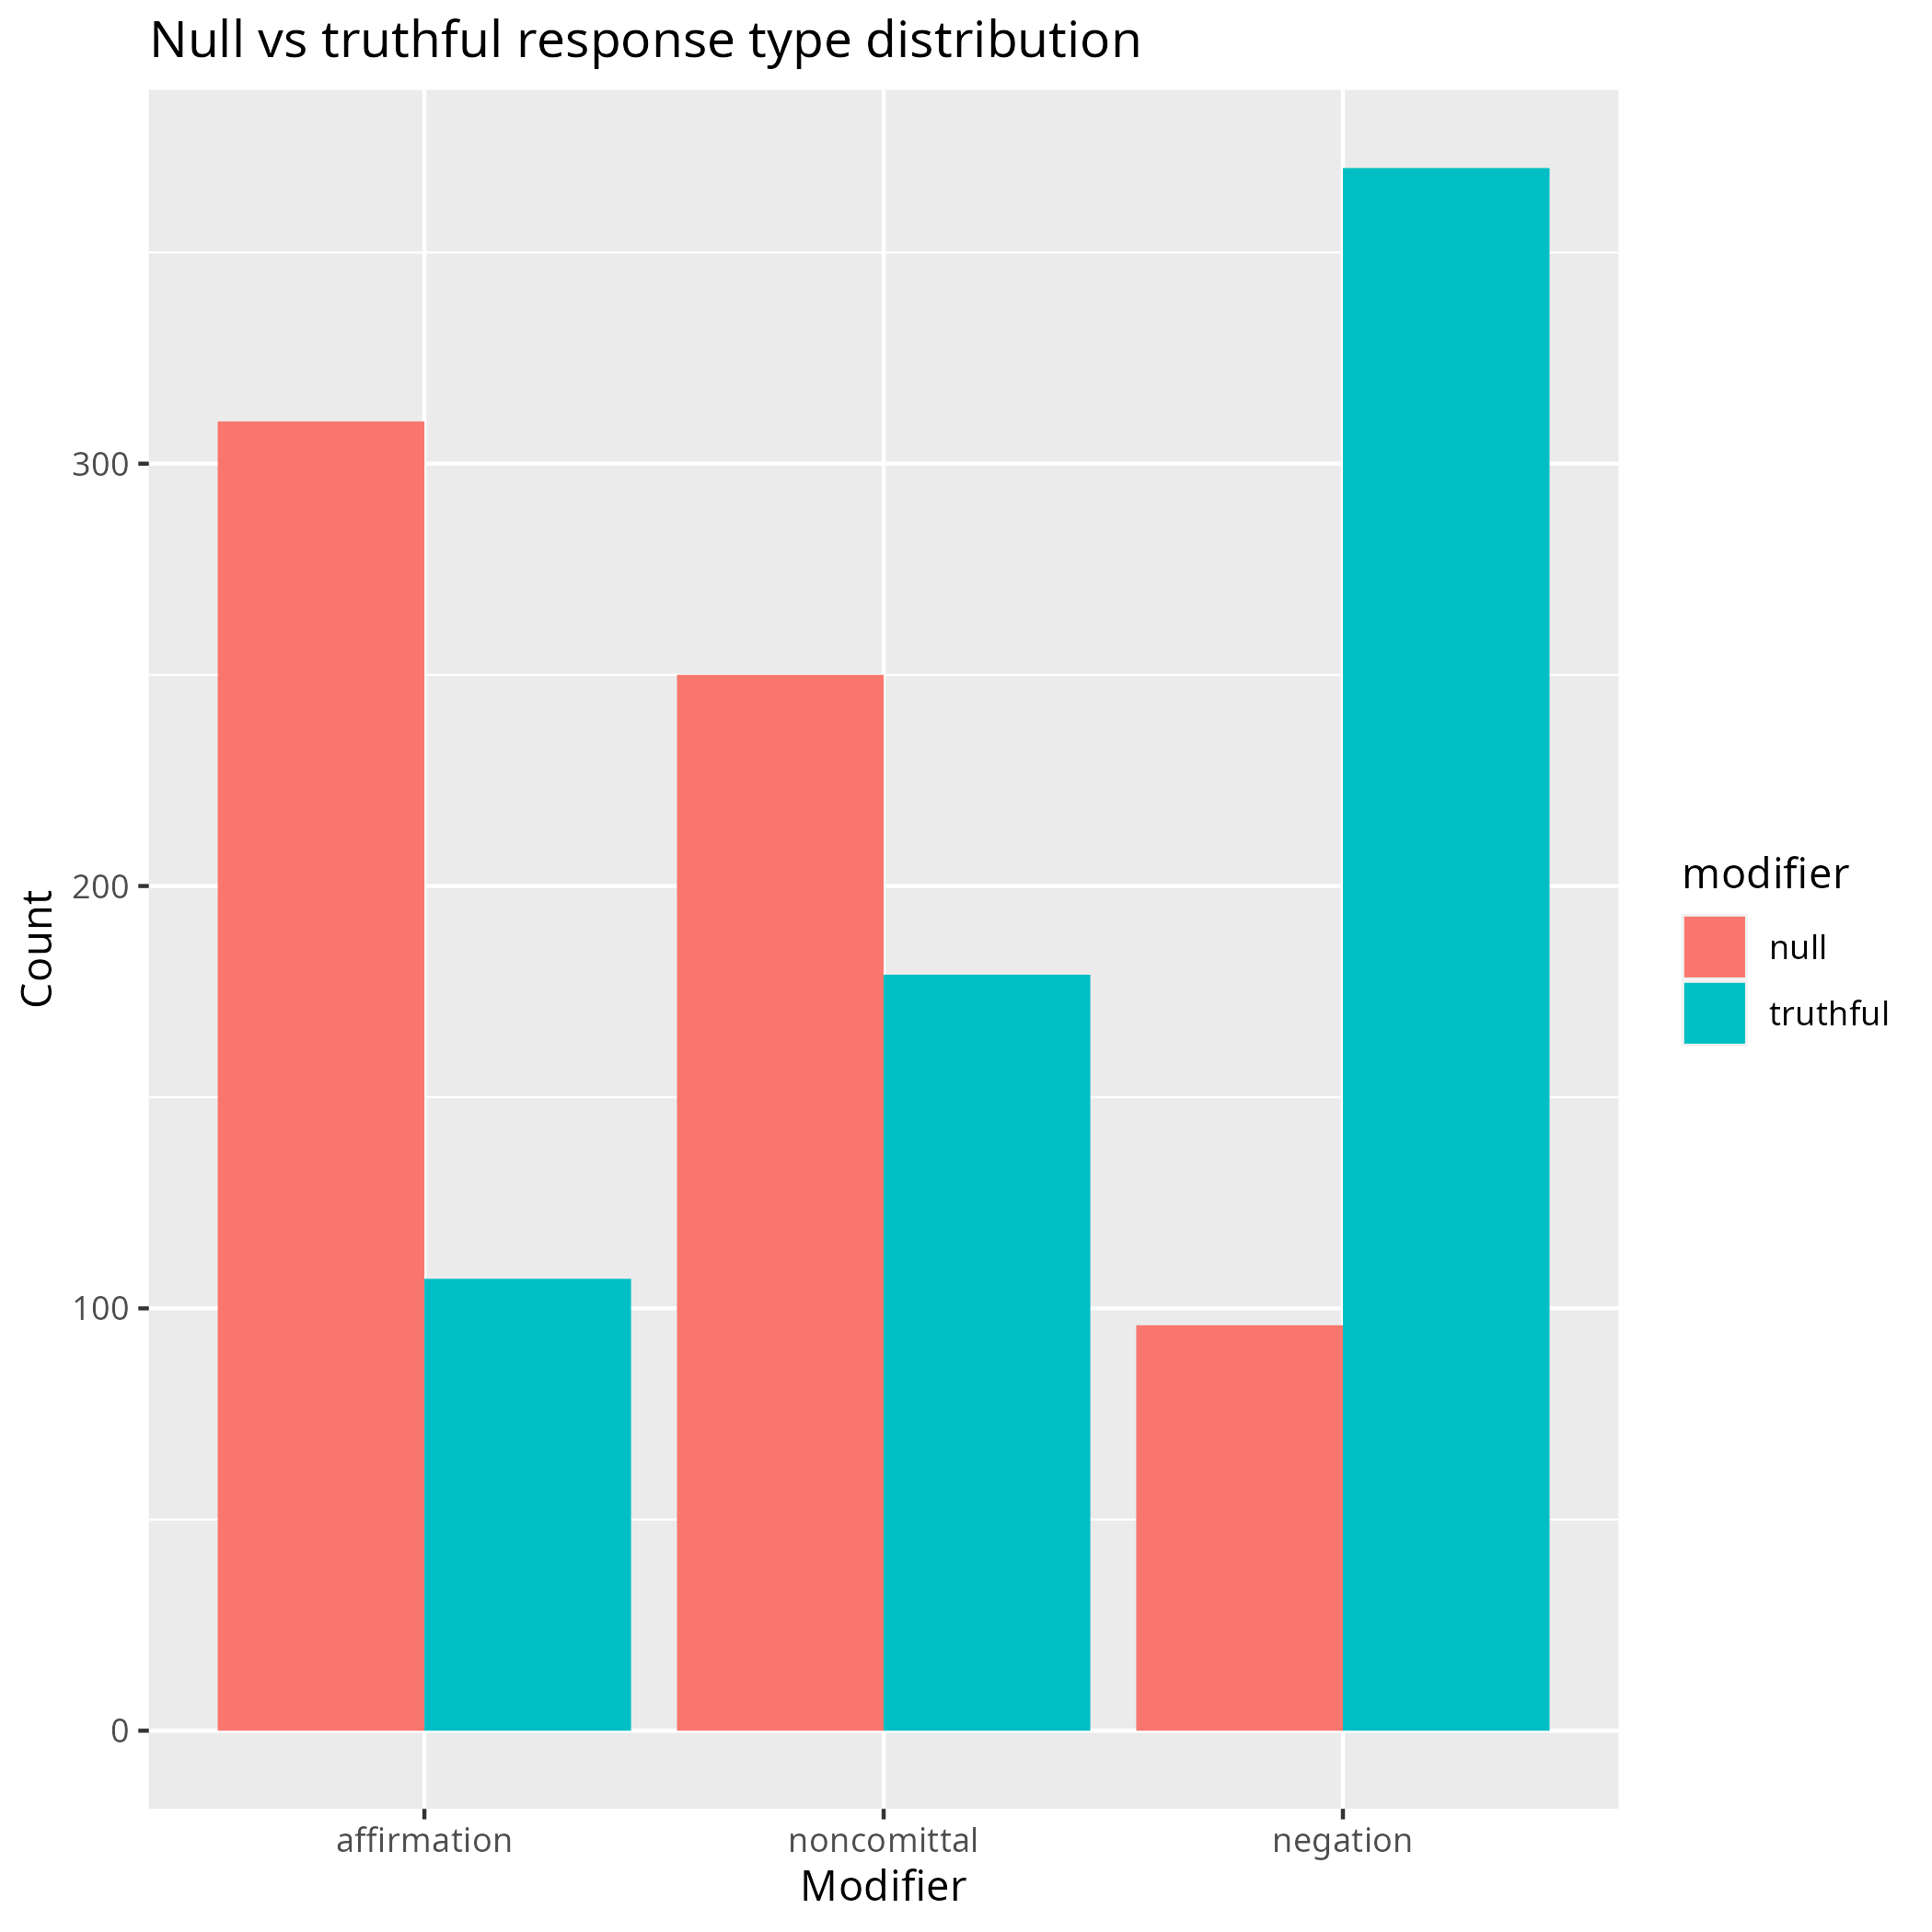 Null vs truthful response type distribution
Count
300
200
100
0
affirmation
noncomittal
negation
Modifier
modifier
null
truthful